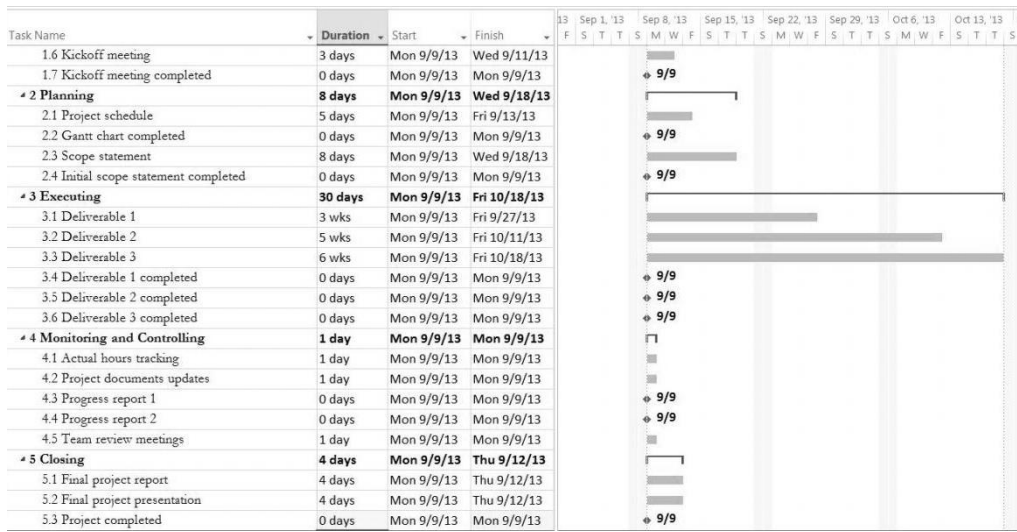 13 Sep 1, '13 Sep 8, '13 Sep 15, '13 Sep 22, '13 Sep 29, '13 Oct 6, '13 Oct 13, '13
Task Name Duration Start Finish F S T T S M W F S T T S M W F S T T S M W F S T T S
1.6 Kickoff meeting 3 days Mon 9/9/13 Wed 9/11/13
1.7 Kickoff meeting completed 0 days Mon 9/9/13 Mon 9/9/13 9/9
2 Planning 8 days Mon 9/9/13 Wed 9/18/13
2.1 Project schedule 5 days Mon 9/9/13 Fri 9/13/13
2.2 Gantt chart completed 0 days Mon 9/9/13 Mon 9/9/13 9/9
2.3 Scope statement 8 days Mon 9/9/13 Wed 9/18/13
2.4 Initial scope statement completed 0 days Mon 9/9/13 Mon 9/9/13 9/9
3 Executing 30 days Mon 9/9/13 Fri 10/18/13
3.1 Deliverable 1 3 wks Mon 9/9/13 Fri 9/27/13
3.2 Deliverable 2 5 wks Mon 9/9/13 Fri 10/11/13
3.3 Deliverable 3 6 wks Mon 9/9/13 Fri 10/18/13
3.4 Deliverable 1 completed 0 days Mon 9/9/13 Mon 9/9/13 9/9
3.5 Deliverable 2 completed 0 days Mon 9/9/13 Mon 9/9/13 9/9
3.6 Deliverable 3 completed 0 days Mon 9/9/13 Mon 9/9/13 9/9
4 Monitoring and Controlling 1 day Mon 9/9/13 Mon 9/9/13
4.1 Actual hours tracking 1 day Mon 9/9/13 Mon 9/9/13
4.2 Project documents updates 1 day Mon 9/9/13 Mon 9/9/13
4.3 Progress report 1 0 days Mon 9/9/13 Mon 9/9/13 9/9
4.4 Progress report 2 0 days Mon 9/9/13 Mon 9/9/13 9/9
4.5 Team review meetings 1 day Mon 9/9/13 Mon 9/9/13
5 Closing 4 days Mon 9/9/13 Thu 9/12/13
5.1 Final project report 4 days Mon 9/9/13 Thu 9/12/13
5.2 Final project presentation 4 days Mon 9/9/13 Thu 9/12/13
5.3 Project completed 0 days Mon 9/9/13 Mon 9/9/13 9/9